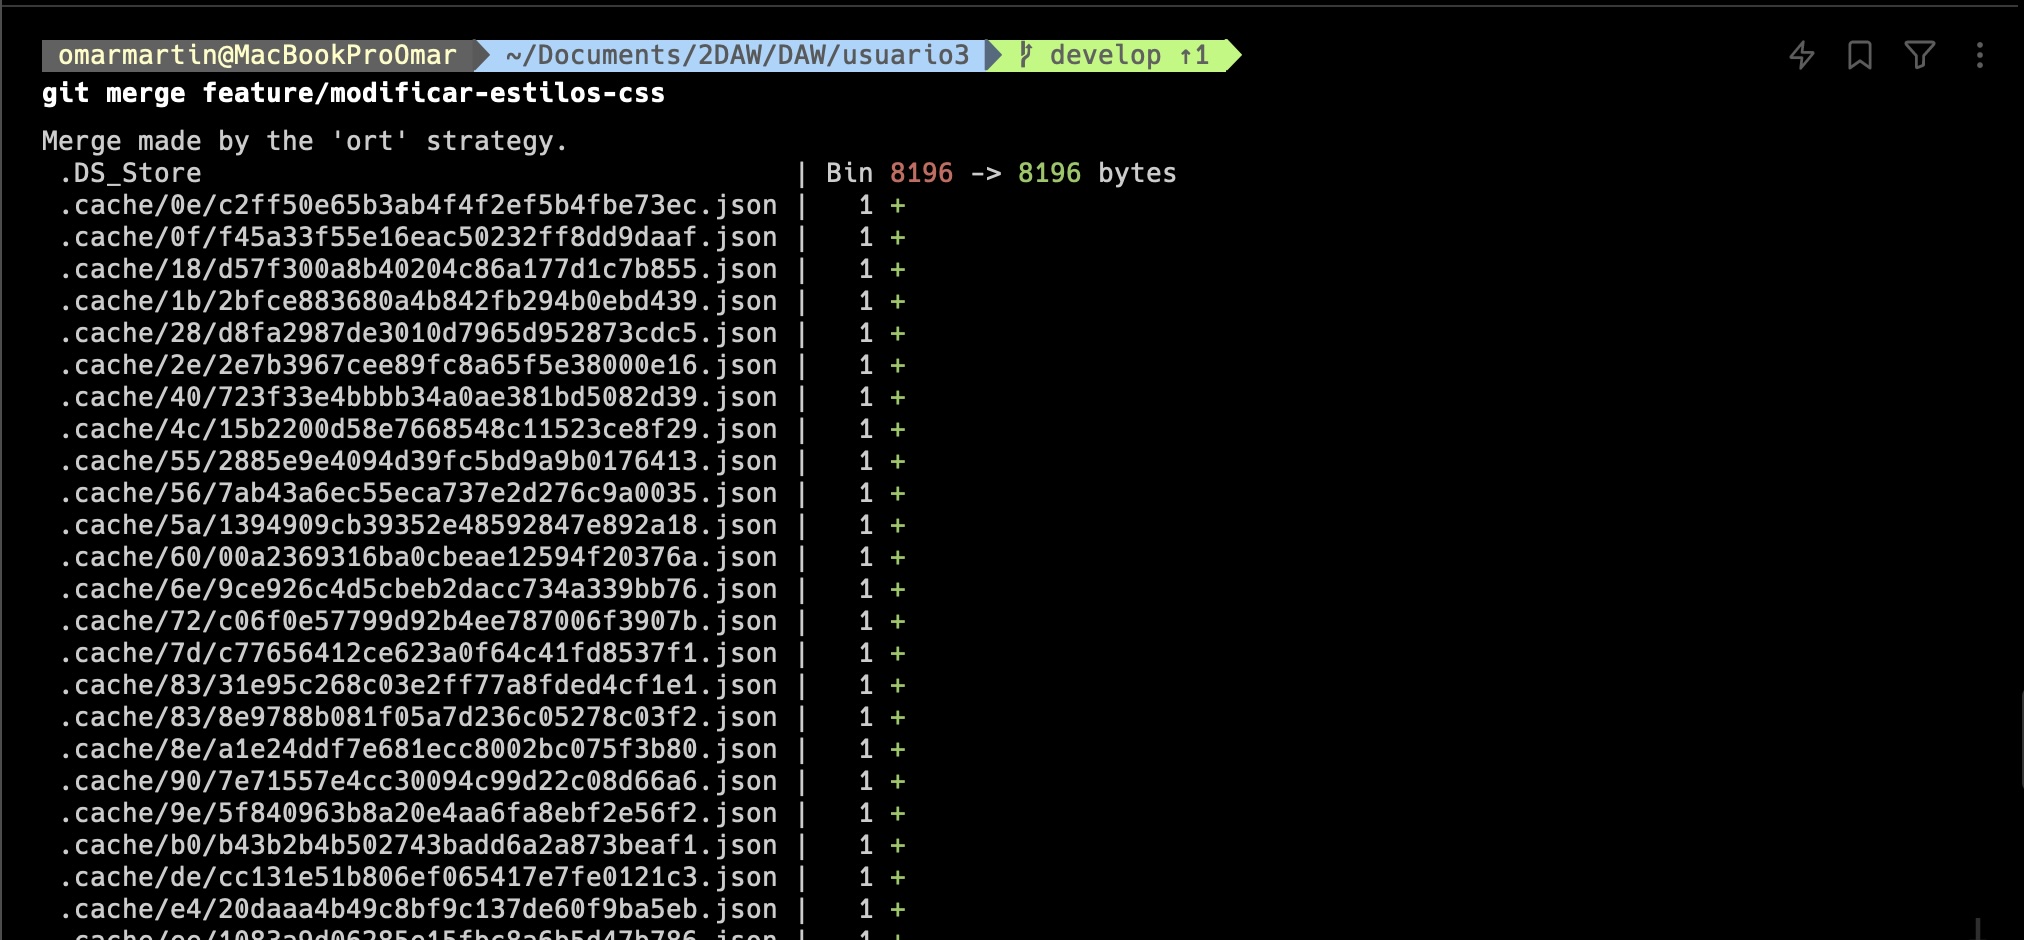 omarmartin@MacBookProOmar ~/Documents/2DAW/DAW/usuario3 develop ↑1
git merge feature/modificar-estilos-css
Merge made by the 'ort' strategy.
.DS_Store | Bin 8196 -> 8196 bytes
.cache/0e/c2ff50e65b3ab4f4f2ef5b4fbe73ec.json | 1 +
.cache/0f/f45a33f55e16eac50232ff8dd9daaf.json | 1 +
.cache/18/d57f300a8b40204c86a177d1c7b855.json | 1 +
.cache/1b/2bfce883680a4b842fb294b0ebd439.json | 1 +
.cache/28/d8fa2987de3010d7965d952873cdc5.json | 1 +
.cache/2e/2e7b3967cee89fc8a65f5e38000e16.json | 1 +
.cache/40/723f33e4bbbb34a0ae381bd5082d39.json | 1 +
.cache/4c/15b2200d58e7668548c11523ce8f29.json | 1 +
.cache/55/2885e9e4094d39fc5bd9a9b0176413.json | 1 +
.cache/56/7ab43a6ec55eca737e2d276c9a0035.json | 1 +
.cache/5a/1394909cb39352e48592847e892a18.json | 1 +
.cache/60/00a2369316ba0cbeae12594f20376a.json | 1 +
.cache/6e/9ce926c4d5cbeb2dacc734a339bb76.json | 1 +
.cache/72/c06f0e57799d92b4ee787006f3907b.json | 1 +
.cache/7d/c77656412ce623a0f64c41fd8537f1.json | 1 +
.cache/83/31e95c268c03e2ff77a8fded4cf1e1.json | 1 +
.cache/83/8e9788b081f05a7d236c05278c03f2.json | 1 +
.cache/8e/a1e24ddf7e681ecc8002bc075f3b80.json | 1 +
.cache/90/7e71557e4cc30094c99d22c08d66a6.json | 1 +
.cache/9e/5f840963b8a20e4aa6fa8ebf2e56f2.json | 1 +
.cache/b0/b43b2b4b502743badd6a2a873beaf1.json | 1 +
.cache/de/cc131e51b806ef065417e7fe0121c3.json | 1 +
.cache/e4/20daaa4b49c8bf9c137de60f9ba5eb.json | 1 +